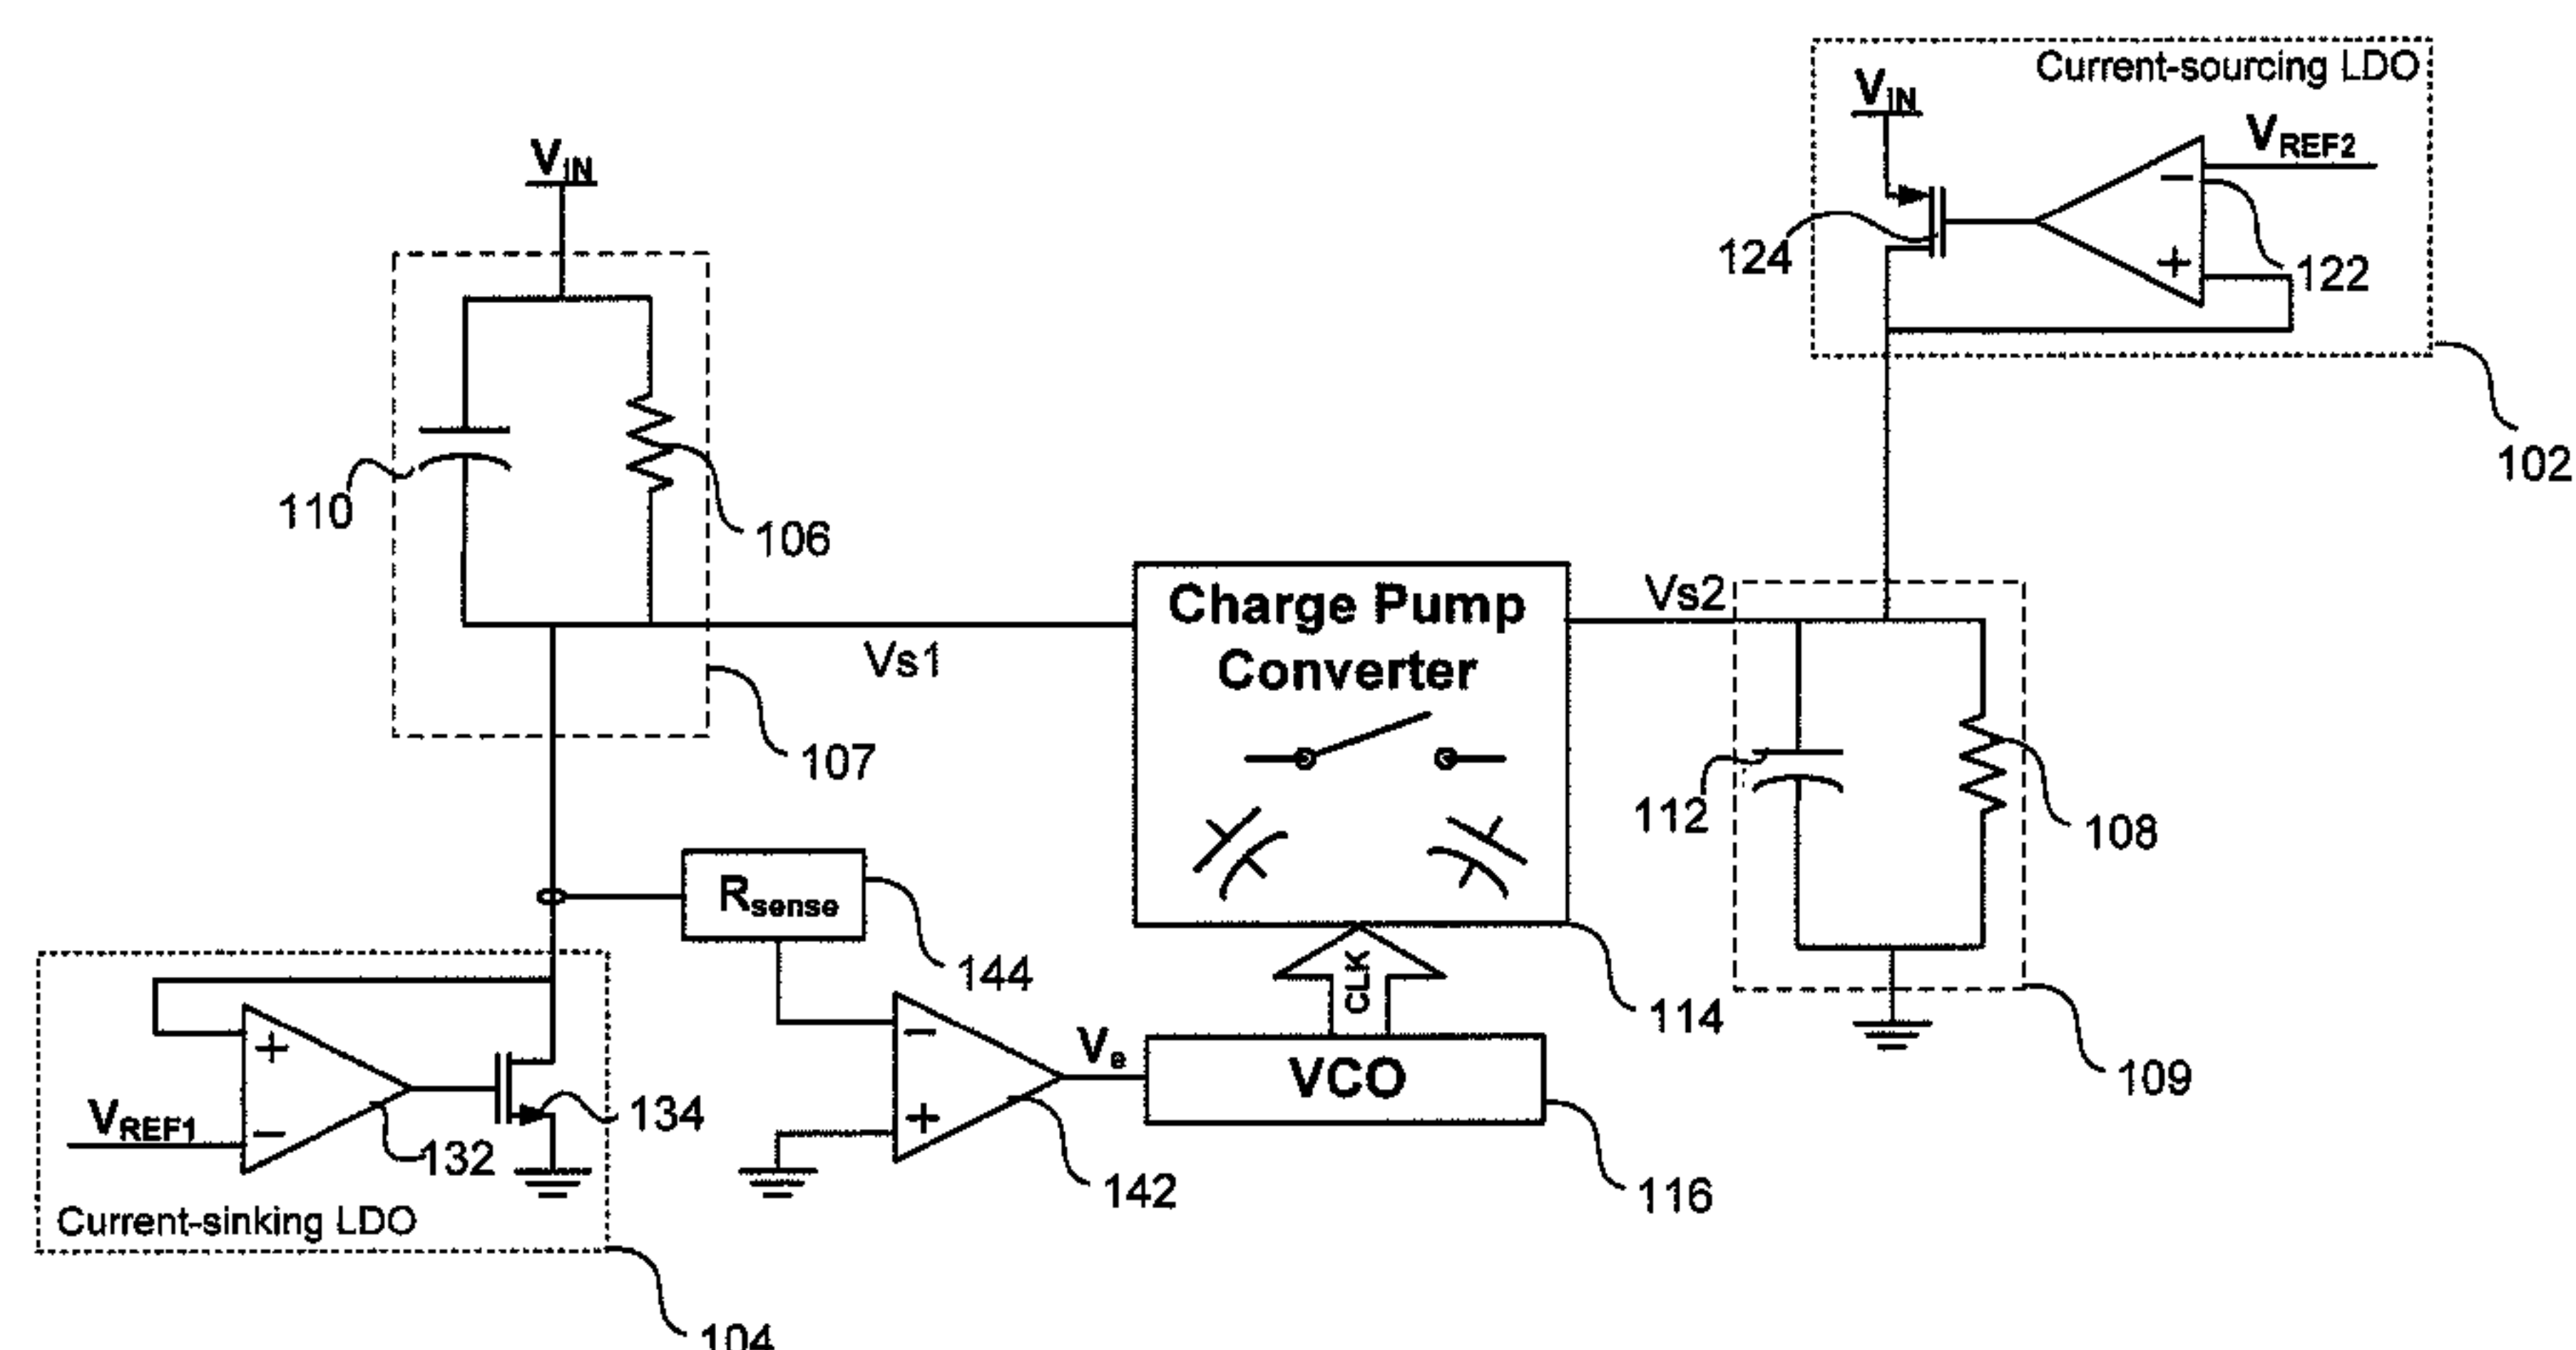 Current-sourcing LDO
VIN
VREF2
−
+
124
122
102
VIN
110
106
107
Vs1
Charge Pump
Converter
Vs2
112
108
109
114
Rsense
144
CLK
−
+
Ve
VCO
142
116
+
−
VREF1
132
134
Current-sinking LDO
104